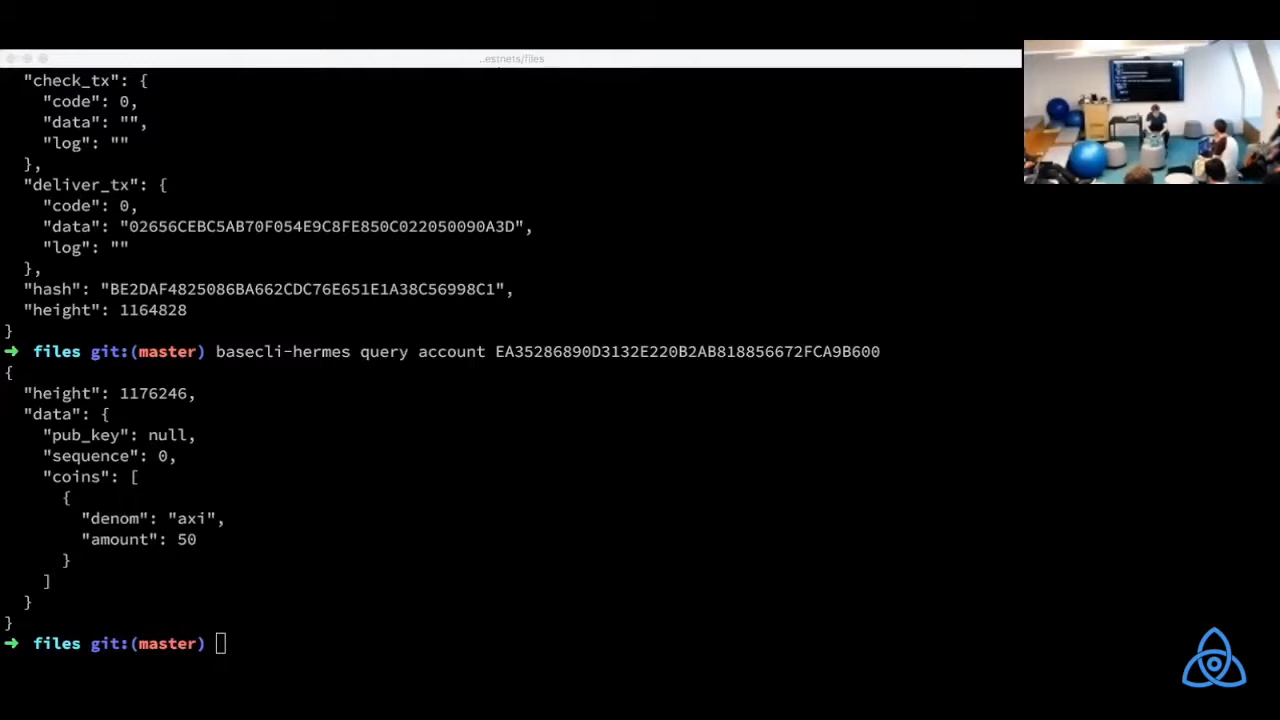 ..estnets/files
"check_tx": {
"code": 0,
"data": "",
"log": ""
},
"deliver_tx": {
"code": 0,
"data": "02656CEBC5AB70F054E9C8FE850C022050090A3D",
"log": ""
},
"hash": "BE2DAF4825086BA662CDC76E651E1A38C56998C1",
"height": 1164828
}
➜ files git:(master) basecli-hermes query account EA35286890D3132E220B2AB818856672FCA9B600
{
"height": 1176246,
"data": {
"pub_key": null,
"sequence": 0,
"coins": [
{
"denom": "axi",
"amount": 50
}
]
}
}
➜ files git:(master)